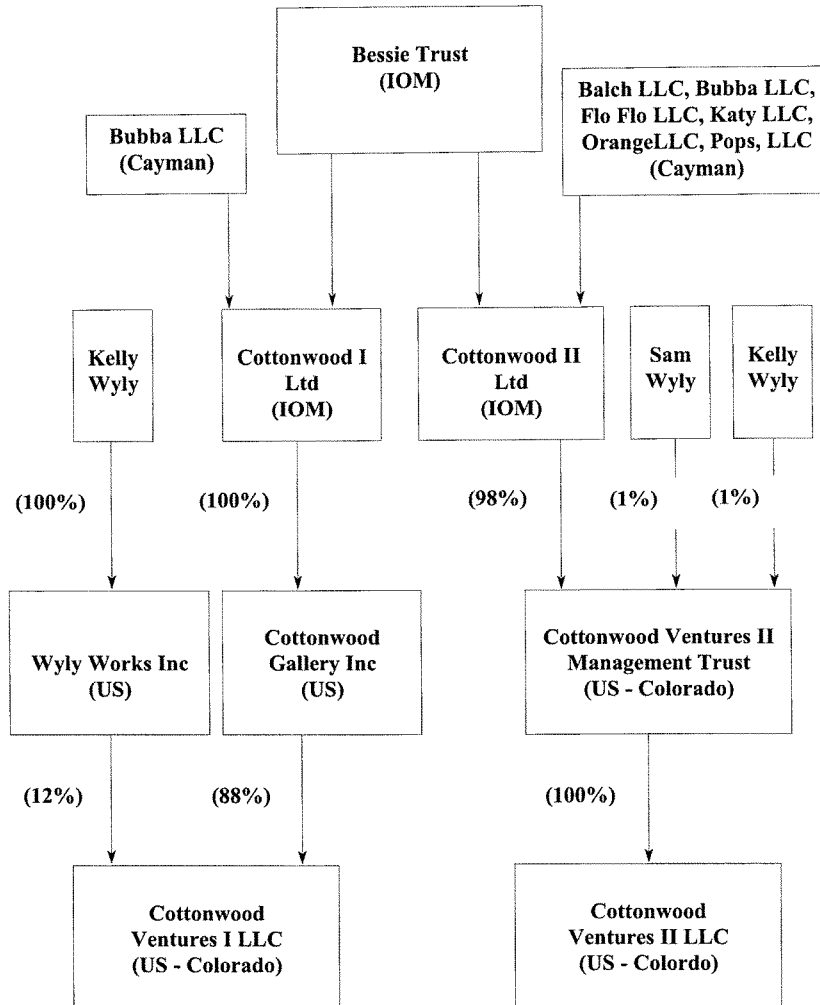 Bessie Trust
(IOM)
Bubba LLC
(Cayman)
Balch LLC, Bubba LLC,
Flo Flo LLC, Katy LLC,
OrangeLLC, Pops, LLC
(Cayman)
Kelly
Wyly
Cottonwood I
Ltd
(IOM)
Cottonwood II
Ltd
(IOM)
Sam
Wyly
Kelly
Wyly
(100%)
(100%)
(98%)
(1%)
(1%)
Wyly Works Inc
(US)
Cottonwood
Gallery Inc
(US)
Cottonwood Ventures II
Management Trust
(US - Colorado)
(12%)
(88%)
(100%)
Cottonwood
Ventures I LLC
(US - Colorado)
Cottonwood
Ventures II LLC
(US - Colordo)